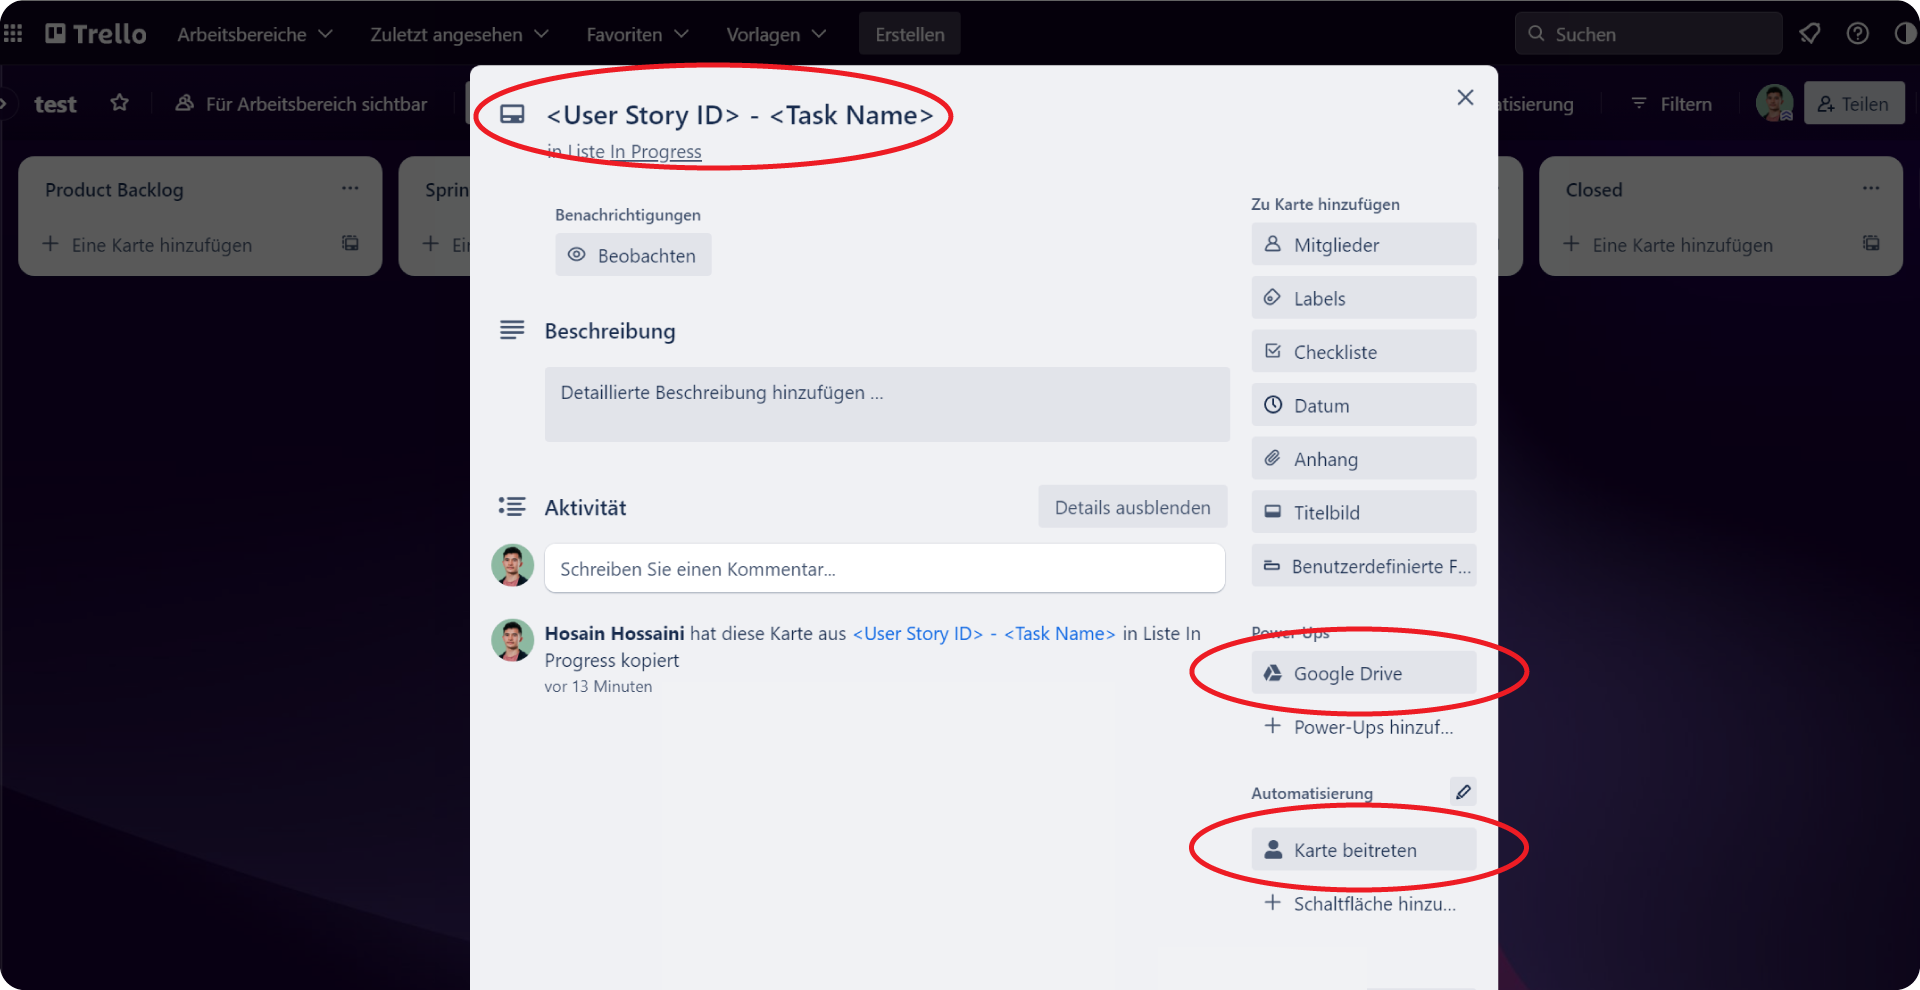 Trello
Arbeitsbereiche
Zuletzt angesehen
Favoriten
Vorlagen
Erstellen
Suchen
test
Für Arbeitsbereich sichtbar
atisierung
Filtern
Teilen
Product Backlog
Eine Karte hinzufügen
Sprin
Ei
Closed
Eine Karte hinzufügen
<User Story ID> - <Task Name>
in Liste In Progress
Benachrichtigungen
Beobachten
Beschreibung
Detaillierte Beschreibung hinzufügen ...
Aktivität
Details ausblenden
Schreiben Sie einen Kommentar...
Hosain Hossaini hat diese Karte aus <User Story ID> - <Task Name> in Liste In
Progress kopiert
vor 13 Minuten
Zu Karte hinzufügen
Mitglieder
Labels
Checkliste
Datum
Anhang
Titelbild
Benutzerdefinierte F...
Power-Ups
Google Drive
Power-Ups hinzuf...
Automatisierung
Karte beitreten
Schaltfläche hinzu...